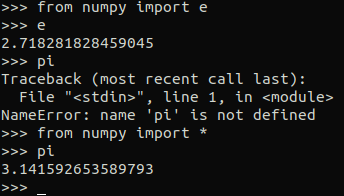 >>> from numpy import e
>>> e
2.718281828459045
>>> pi
Traceback (most recent call last):
  File "<stdin>", line 1, in <module>
NameError: name 'pi' is not defined
>>> from numpy import *
>>> pi
3.141592653589793
>>> _